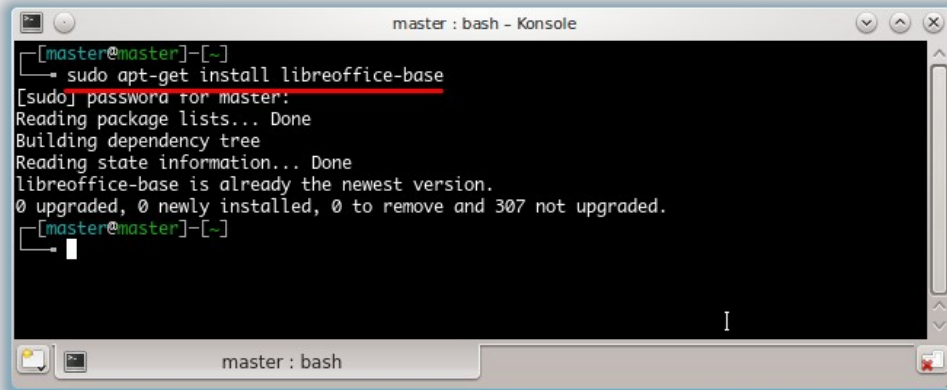 master : bash – Konsole
┌─[master@master]-[~]
└──╼ sudo apt-get install libreoffice-base
[sudo] password for master:
Reading package lists... Done
Building dependency tree
Reading state information... Done
libreoffice-base is already the newest version.
0 upgraded, 0 newly installed, 0 to remove and 307 not upgraded.
┌─[master@master]-[~]
└──╼
master : bash